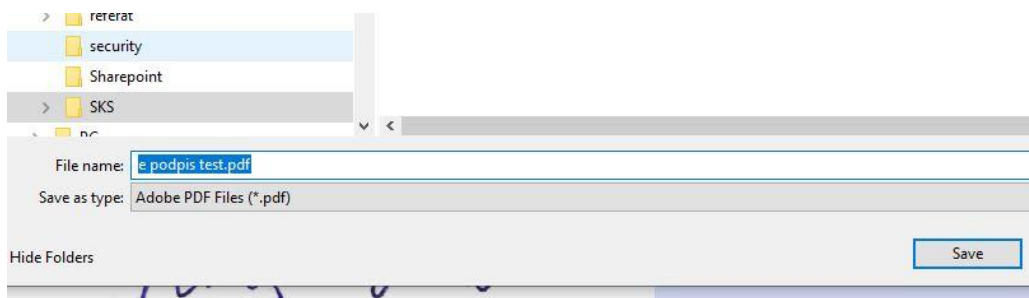 referat
security
Sharepoint
SKS
PC
File name: e podpis test.pdf
Save as type: Adobe PDF Files (*.pdf)
Hide Folders
Save